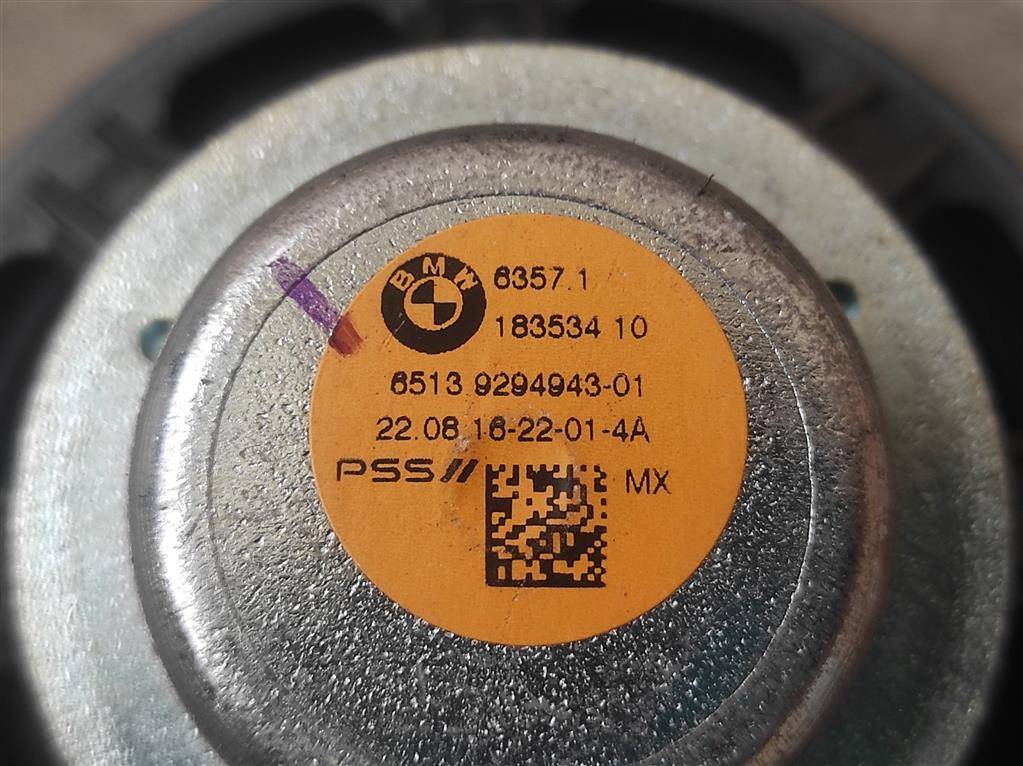 BMW
6357.1
183534 10
6513 9294943-01
22.08.16-22-01-4A
PSS//
MX